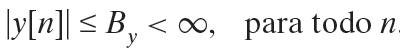 |y[n]| ≤ B_y < ∞, para todo n.